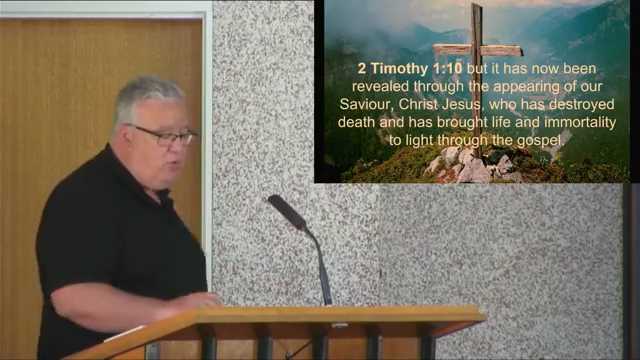 2 Timothy 1:10 but it has now been
revealed through the appearing of our
Saviour, Christ Jesus, who has destroyed
death and has brought life and immortality
to light through the gospel.